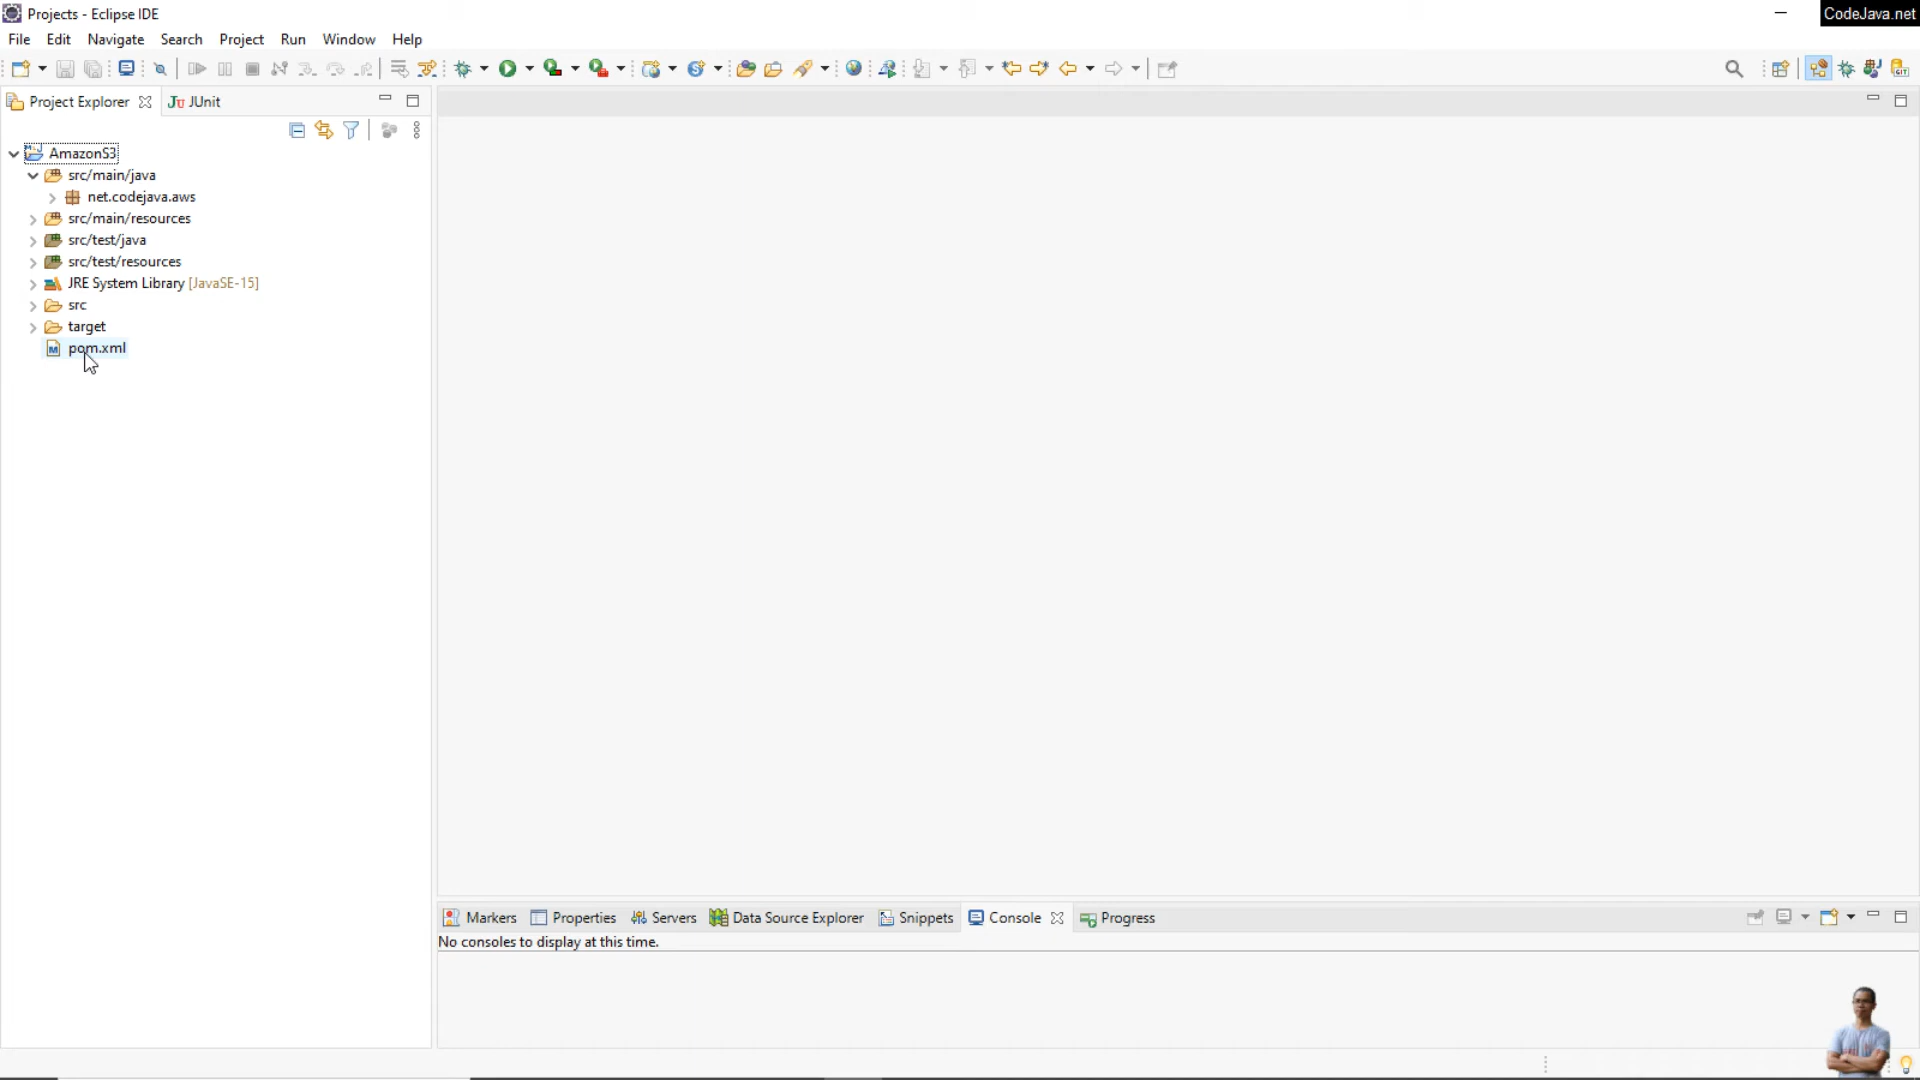 Projects - Eclipse IDE
CodeJava.net
File Edit Navigate Search Project Run Window Help
Project Explorer JUnit
AmazonS3
src/main/java
net.codejava.aws
src/main/resources
src/test/java
src/test/resources
JRE System Library [JavaSE-15]
src
target
pom.xml
Markers Properties Servers Data Source Explorer Snippets Console Progress
No consoles to display at this time.